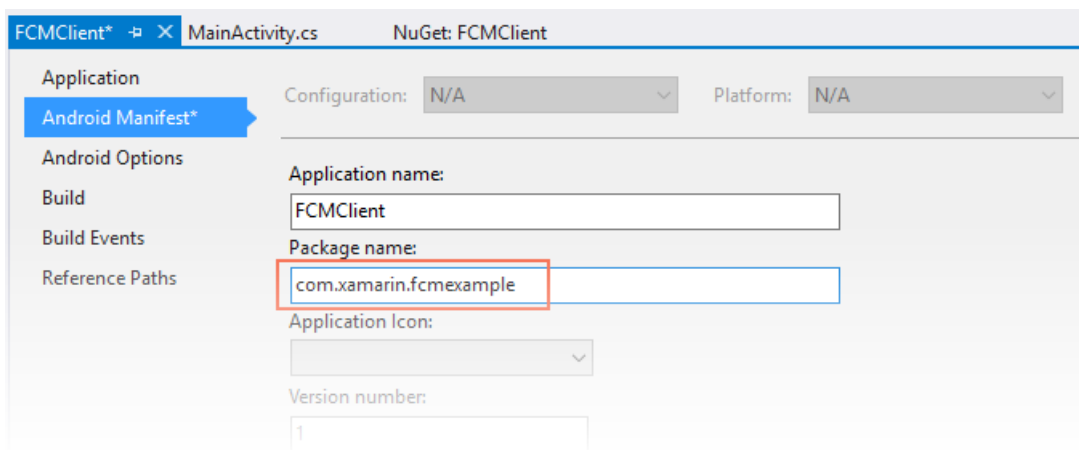 FCMClient* MainActivity.cs NuGet: FCMClient
Application
Configuration: N/A Platform: N/A
Android Manifest*
Android Options
Application name:
Build
FCMClient
Build Events
Package name:
Reference Paths
com.xamarin.fcmexample
Application Icon:
Version number:
1